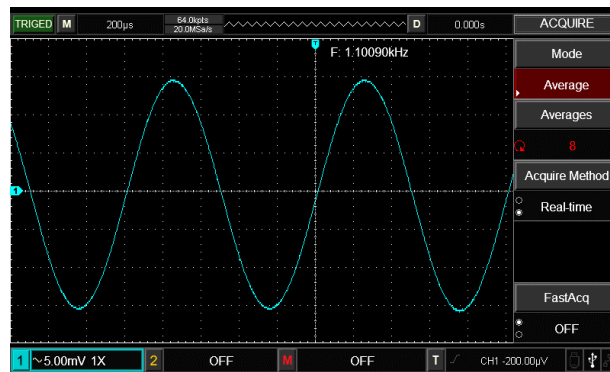 TRIGED M 200µs 64.0kpts D 0.000s ACQUIRE
20.0MSa/s
T
F: 1.10090kHz
Mode
Average
Averages
8
1
Acquire Method
Real-time
FastAcq
OFF
1 ~5.00mV 1X 2 OFF M OFF T CH1 -200.00µV